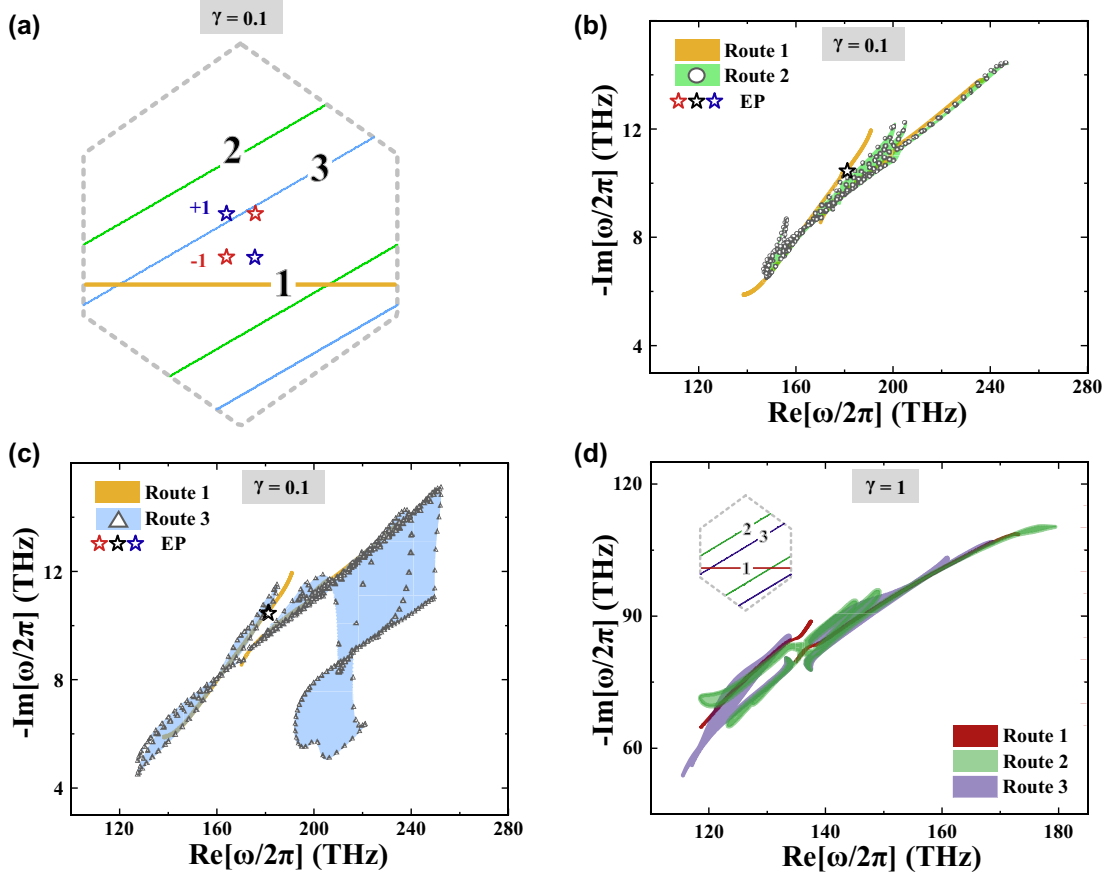 (a)
γ = 0.1
2
3
+1
-1
1
(b)
γ = 0.1
Route 1
Route 2
EP
-Im[ω/2π] (THz)
16
12
8
4
120
160
200
240
280
Re[ω/2π] (THz)
(c)
γ = 0.1
Route 1
Route 3
EP
-Im[ω/2π] (THz)
16
12
8
4
120
160
200
240
280
Re[ω/2π] (THz)
(d)
γ = 1
2
3
1
-Im[ω/2π] (THz)
120
90
60
Route 1
Route 2
Route 3
120
140
160
180
Re[ω/2π] (THz)